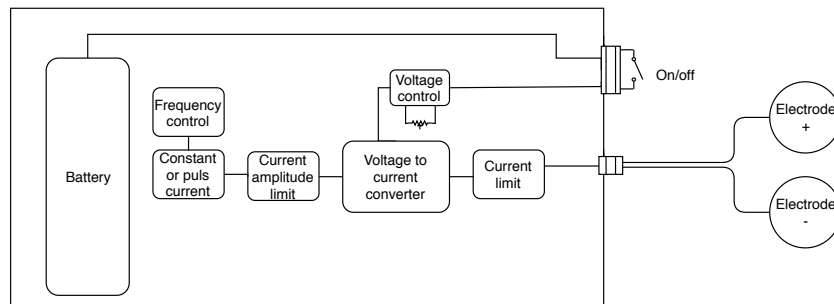 Battery
Frequency
control
Constant
or puls
current
Current
amplitude
limit
Voltage
control
Voltage to
current
converter
Current
limit
On/off
Electrode
+
Electrode
-